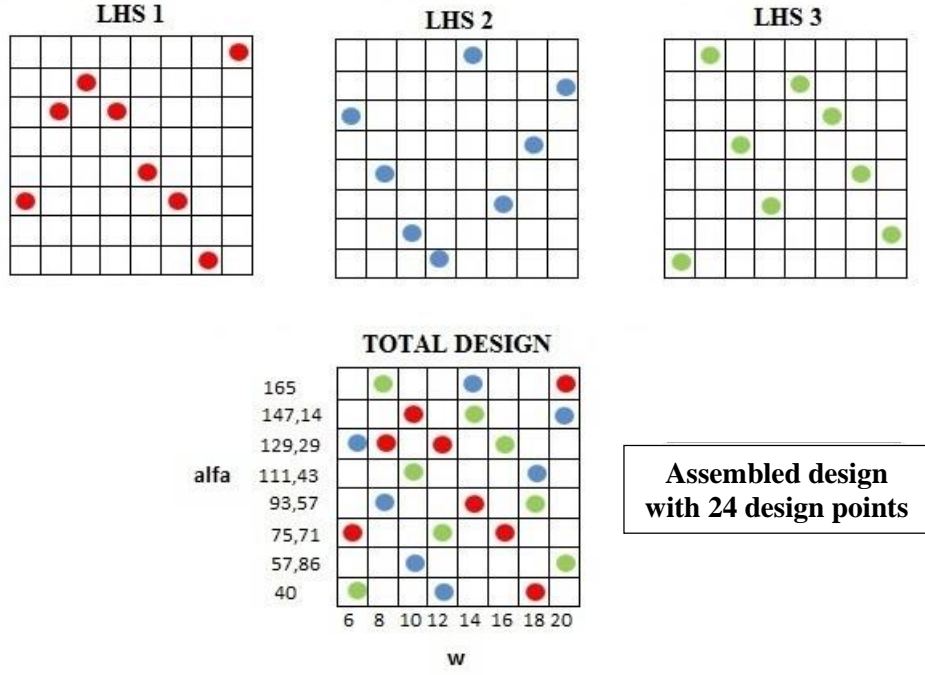 LHS 1
LHS 2
LHS 3
TOTAL DESIGN
165
147,14
129,29
111,43
93,57
75,71
57,86
40
alfa
6 8 10 12 14 16 18 20
w
Assembled design
with 24 design points